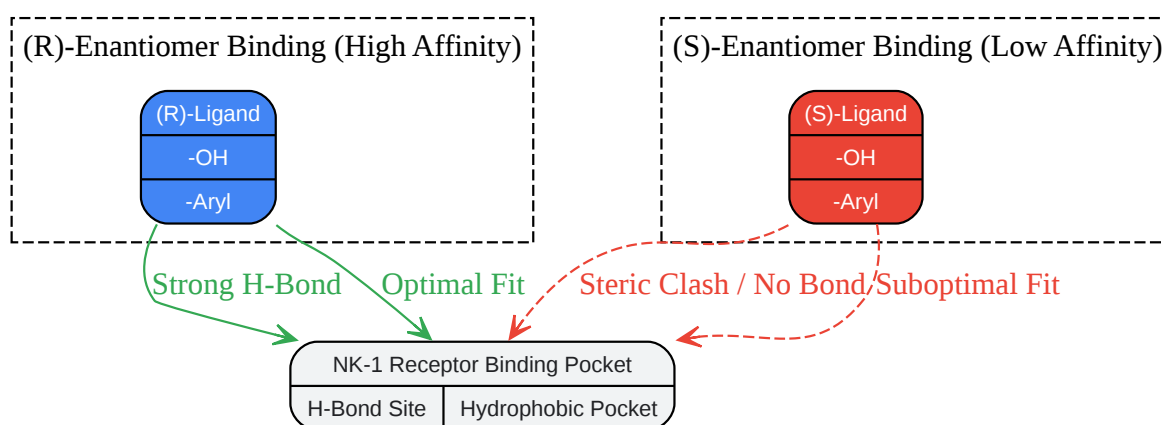 (R)-Enantiomer Binding (High Affinity)
(S)-Enantiomer Binding (Low Affinity)
(R)-Ligand
-OH
-Aryl
(S)-Ligand
-OH
-Aryl
Strong H-Bond
Optimal Fit
Steric Clash / No Bond
Suboptimal Fit
NK-1 Receptor Binding Pocket
H-Bond Site
Hydrophobic Pocket